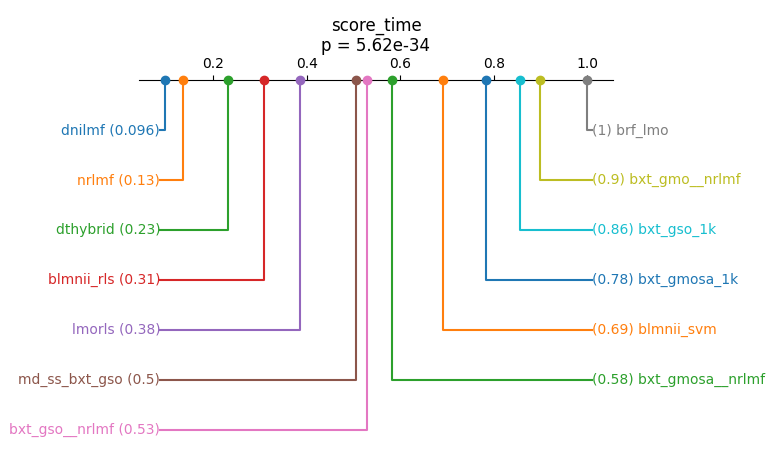 score_time
p = 5.62e-34
0.2 0.4 0.6 0.8 1.0
dnilmf (0.096)
(1) brf_lmo
nrlmf (0.13)
(0.9) bxt_gmo__nrlmf
dthybrid (0.23)
(0.86) bxt_gso_1k
blmnii_rls (0.31)
(0.78) bxt_gmosa_1k
lmorls (0.38)
(0.69) blmnii_svm
md_ss_bxt_gso (0.5)
(0.58) bxt_gmosa__nrlmf
bxt_gso__nrlmf (0.53)